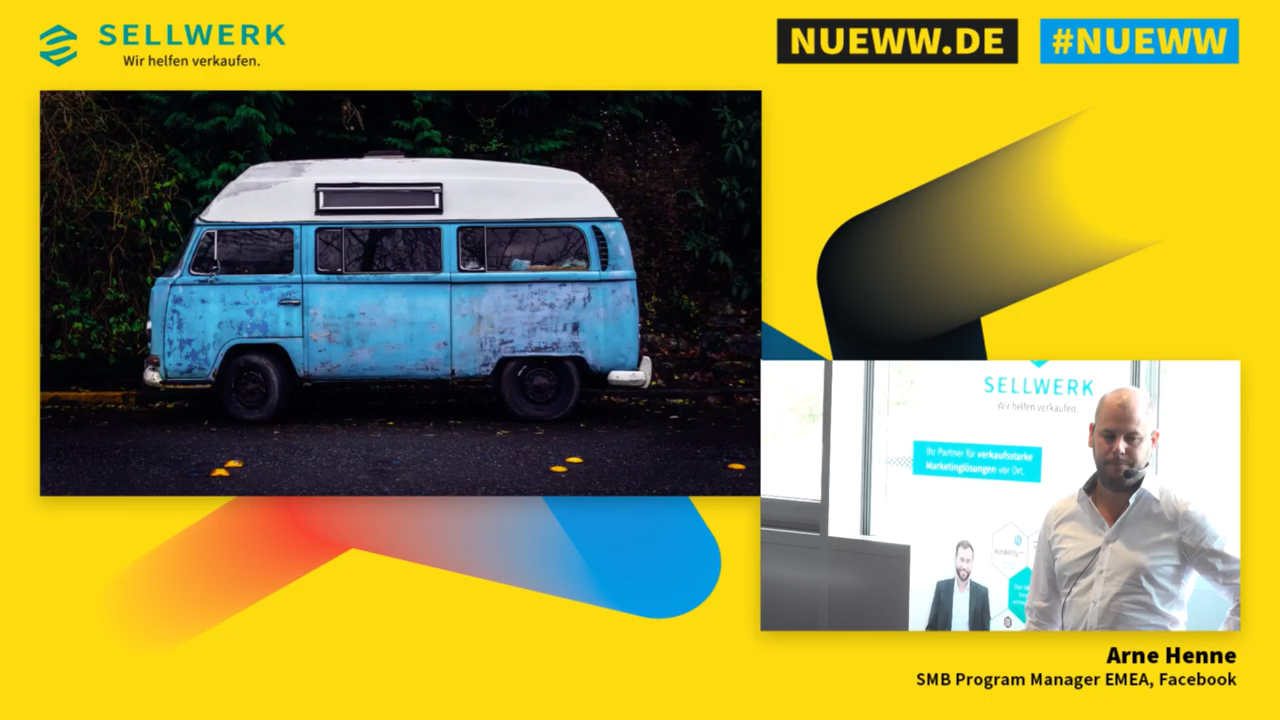 SELLWERK
Wir helfen verkaufen.
NUEWW.DE
#NUEWW
SELLWERK
Wir helfen verkaufen.
Ihr Partner für verkaufsstarke
Marketinglösungen vor Ort.
Arne Henne
SMB Program Manager EMEA, Facebook